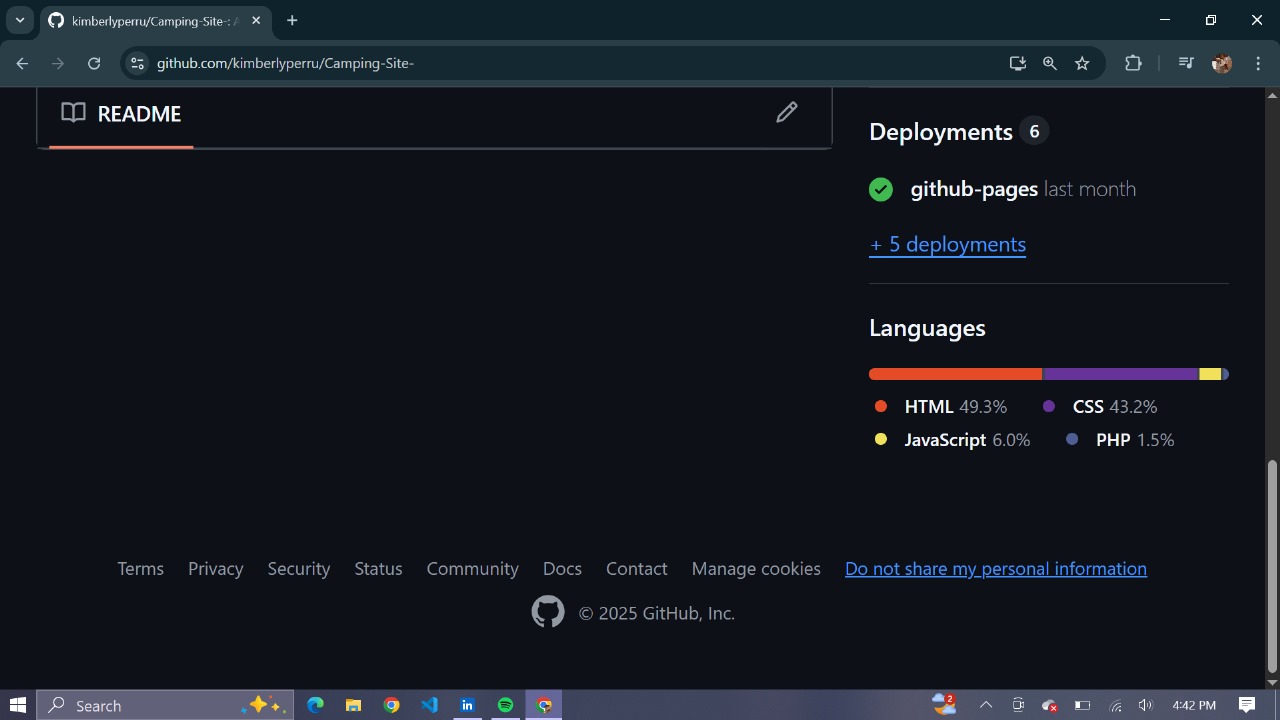 kimberlyperru/Camping-Site-: A
github.com/kimberlyperru/Camping-Site-
README
Deployments 6
github-pages last month
+ 5 deployments
Languages
HTML 49.3% CSS 43.2%
JavaScript 6.0% PHP 1.5%
Terms Privacy Security Status Community Docs Contact Manage cookies Do not share my personal information
© 2025 GitHub, Inc.
Search in 2 4:42 PM